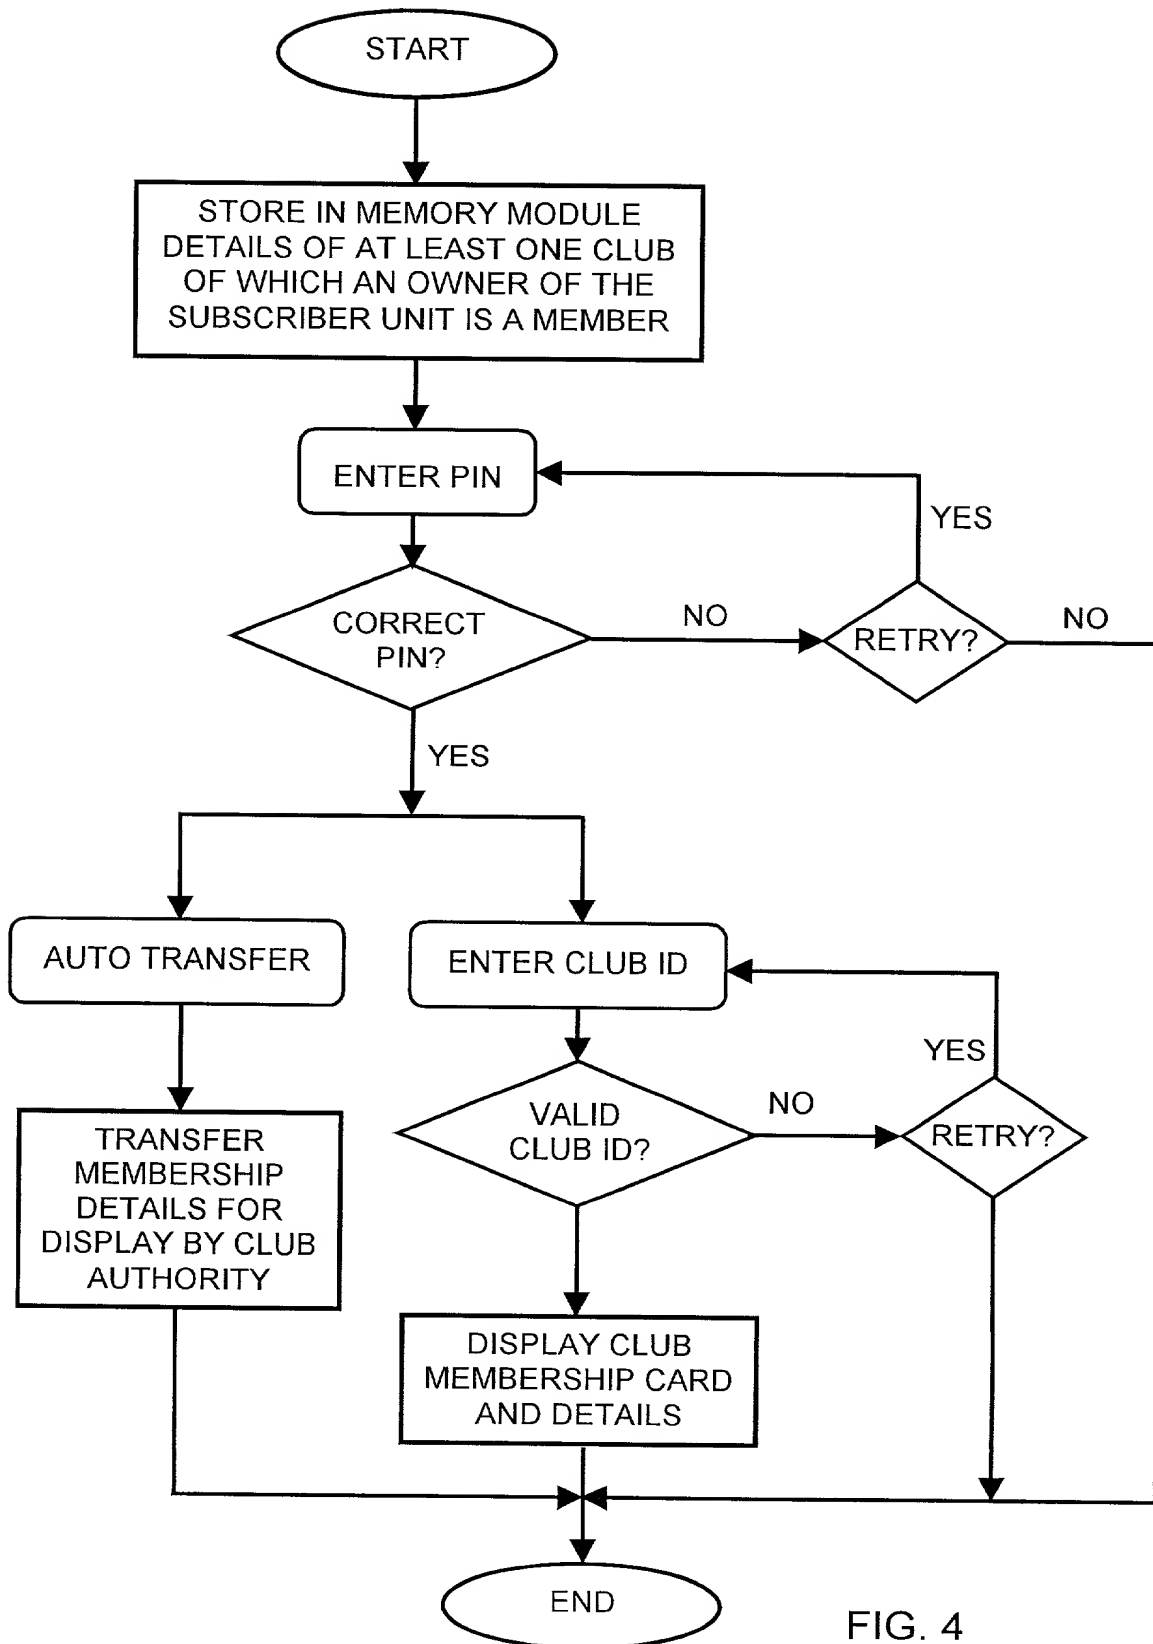 START
STORE IN MEMORY MODULE
DETAILS OF AT LEAST ONE CLUB
OF WHICH AN OWNER OF THE
SUBSCRIBER UNIT IS A MEMBER
ENTER PIN
YES
CORRECT
PIN?
NO
RETRY?
NO
YES
AUTO TRANSFER
ENTER CLUB ID
YES
TRANSFER
MEMBERSHIP
DETAILS FOR
DISPLAY BY CLUB
AUTHORITY
VALID
CLUB ID?
NO
RETRY?
DISPLAY CLUB
MEMBERSHIP CARD
AND DETAILS
END
FIG. 4